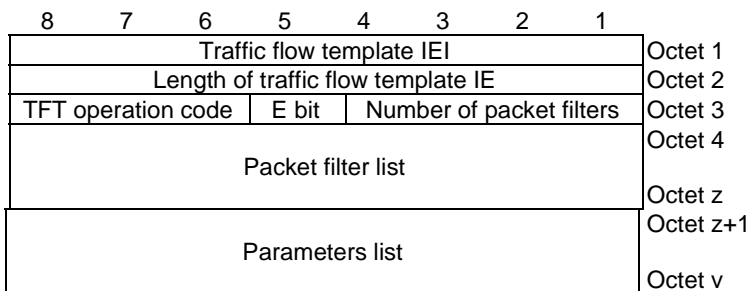 8 7 6 5 4 3 2 1
Traffic flow template IEI Octet 1
Length of traffic flow template IE Octet 2
TFT operation code E bit Number of packet filters Octet 3
Octet 4
Packet filter list
Octet z
Octet z+1
Parameters list
Octet v